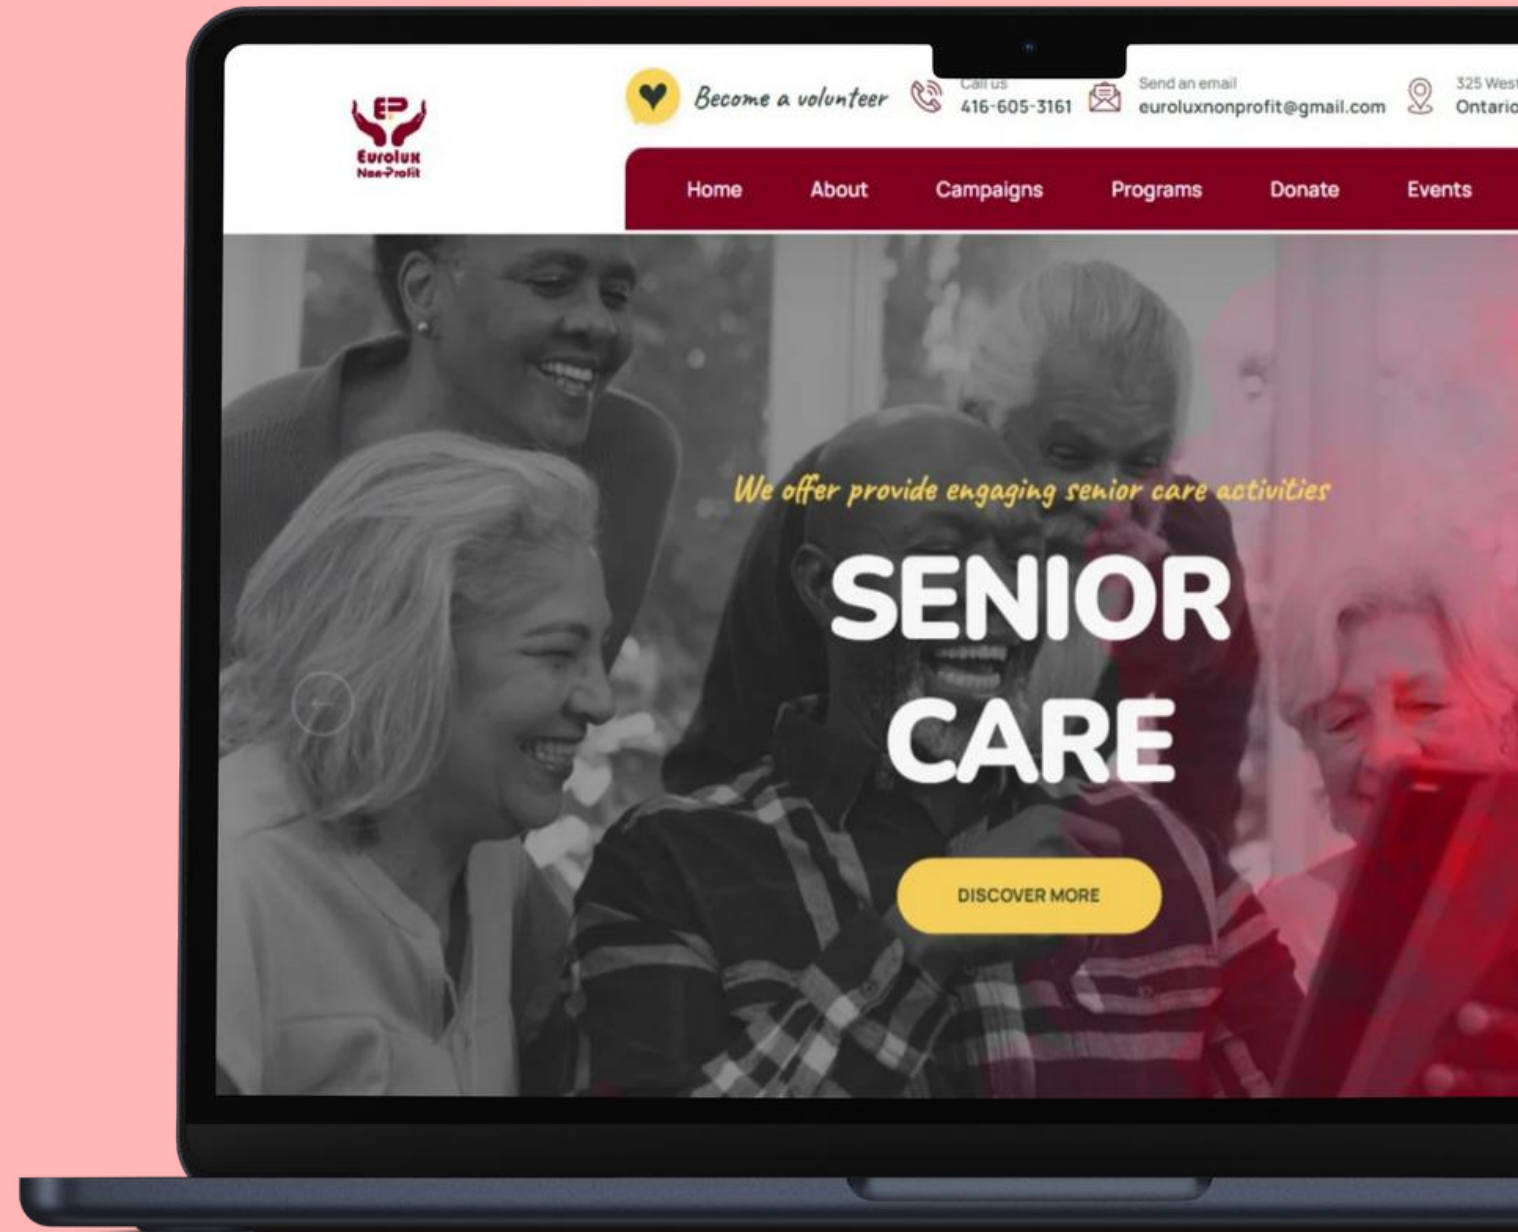 EP
Eurolux
Non-Profit
Become a volunteer
Call us
416-605-3161
Send an email
euroluxnonprofit@gmail.com
325 West
Ontario
Home About Campaigns Programs Donate Events
We offer provide engaging senior care activities
SENIOR
CARE
DISCOVER MORE